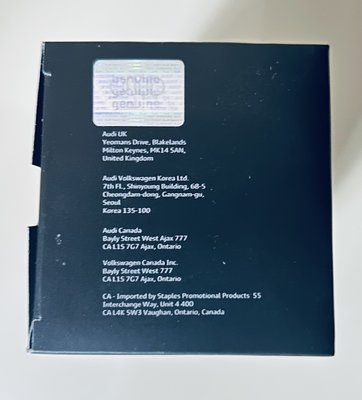 genuine
genuine
genuine
Audi UK
Yeomans Drive, Blakelands
Milton Keynes, MK14 5AN,
United Kingdom
Audi Volkswagen Korea Ltd.
7th Fl., Shinyoung Building, 68-5
Cheongdam-dong, Gangnam-gu,
Seoul
Korea 135-100
Audi Canada
Bayly Street West Ajax 777
CA L1S 7G7 Ajax, Ontario
Volkswagen Canada Inc.
Bayly Street West 777
CA L1S 7G7 Ajax, Ontario
CA - Imported by Staples Promotional Products 55
Interchange Way, Unit 4 400
CA L4K 5W3 Vaughan, Ontario, Canada